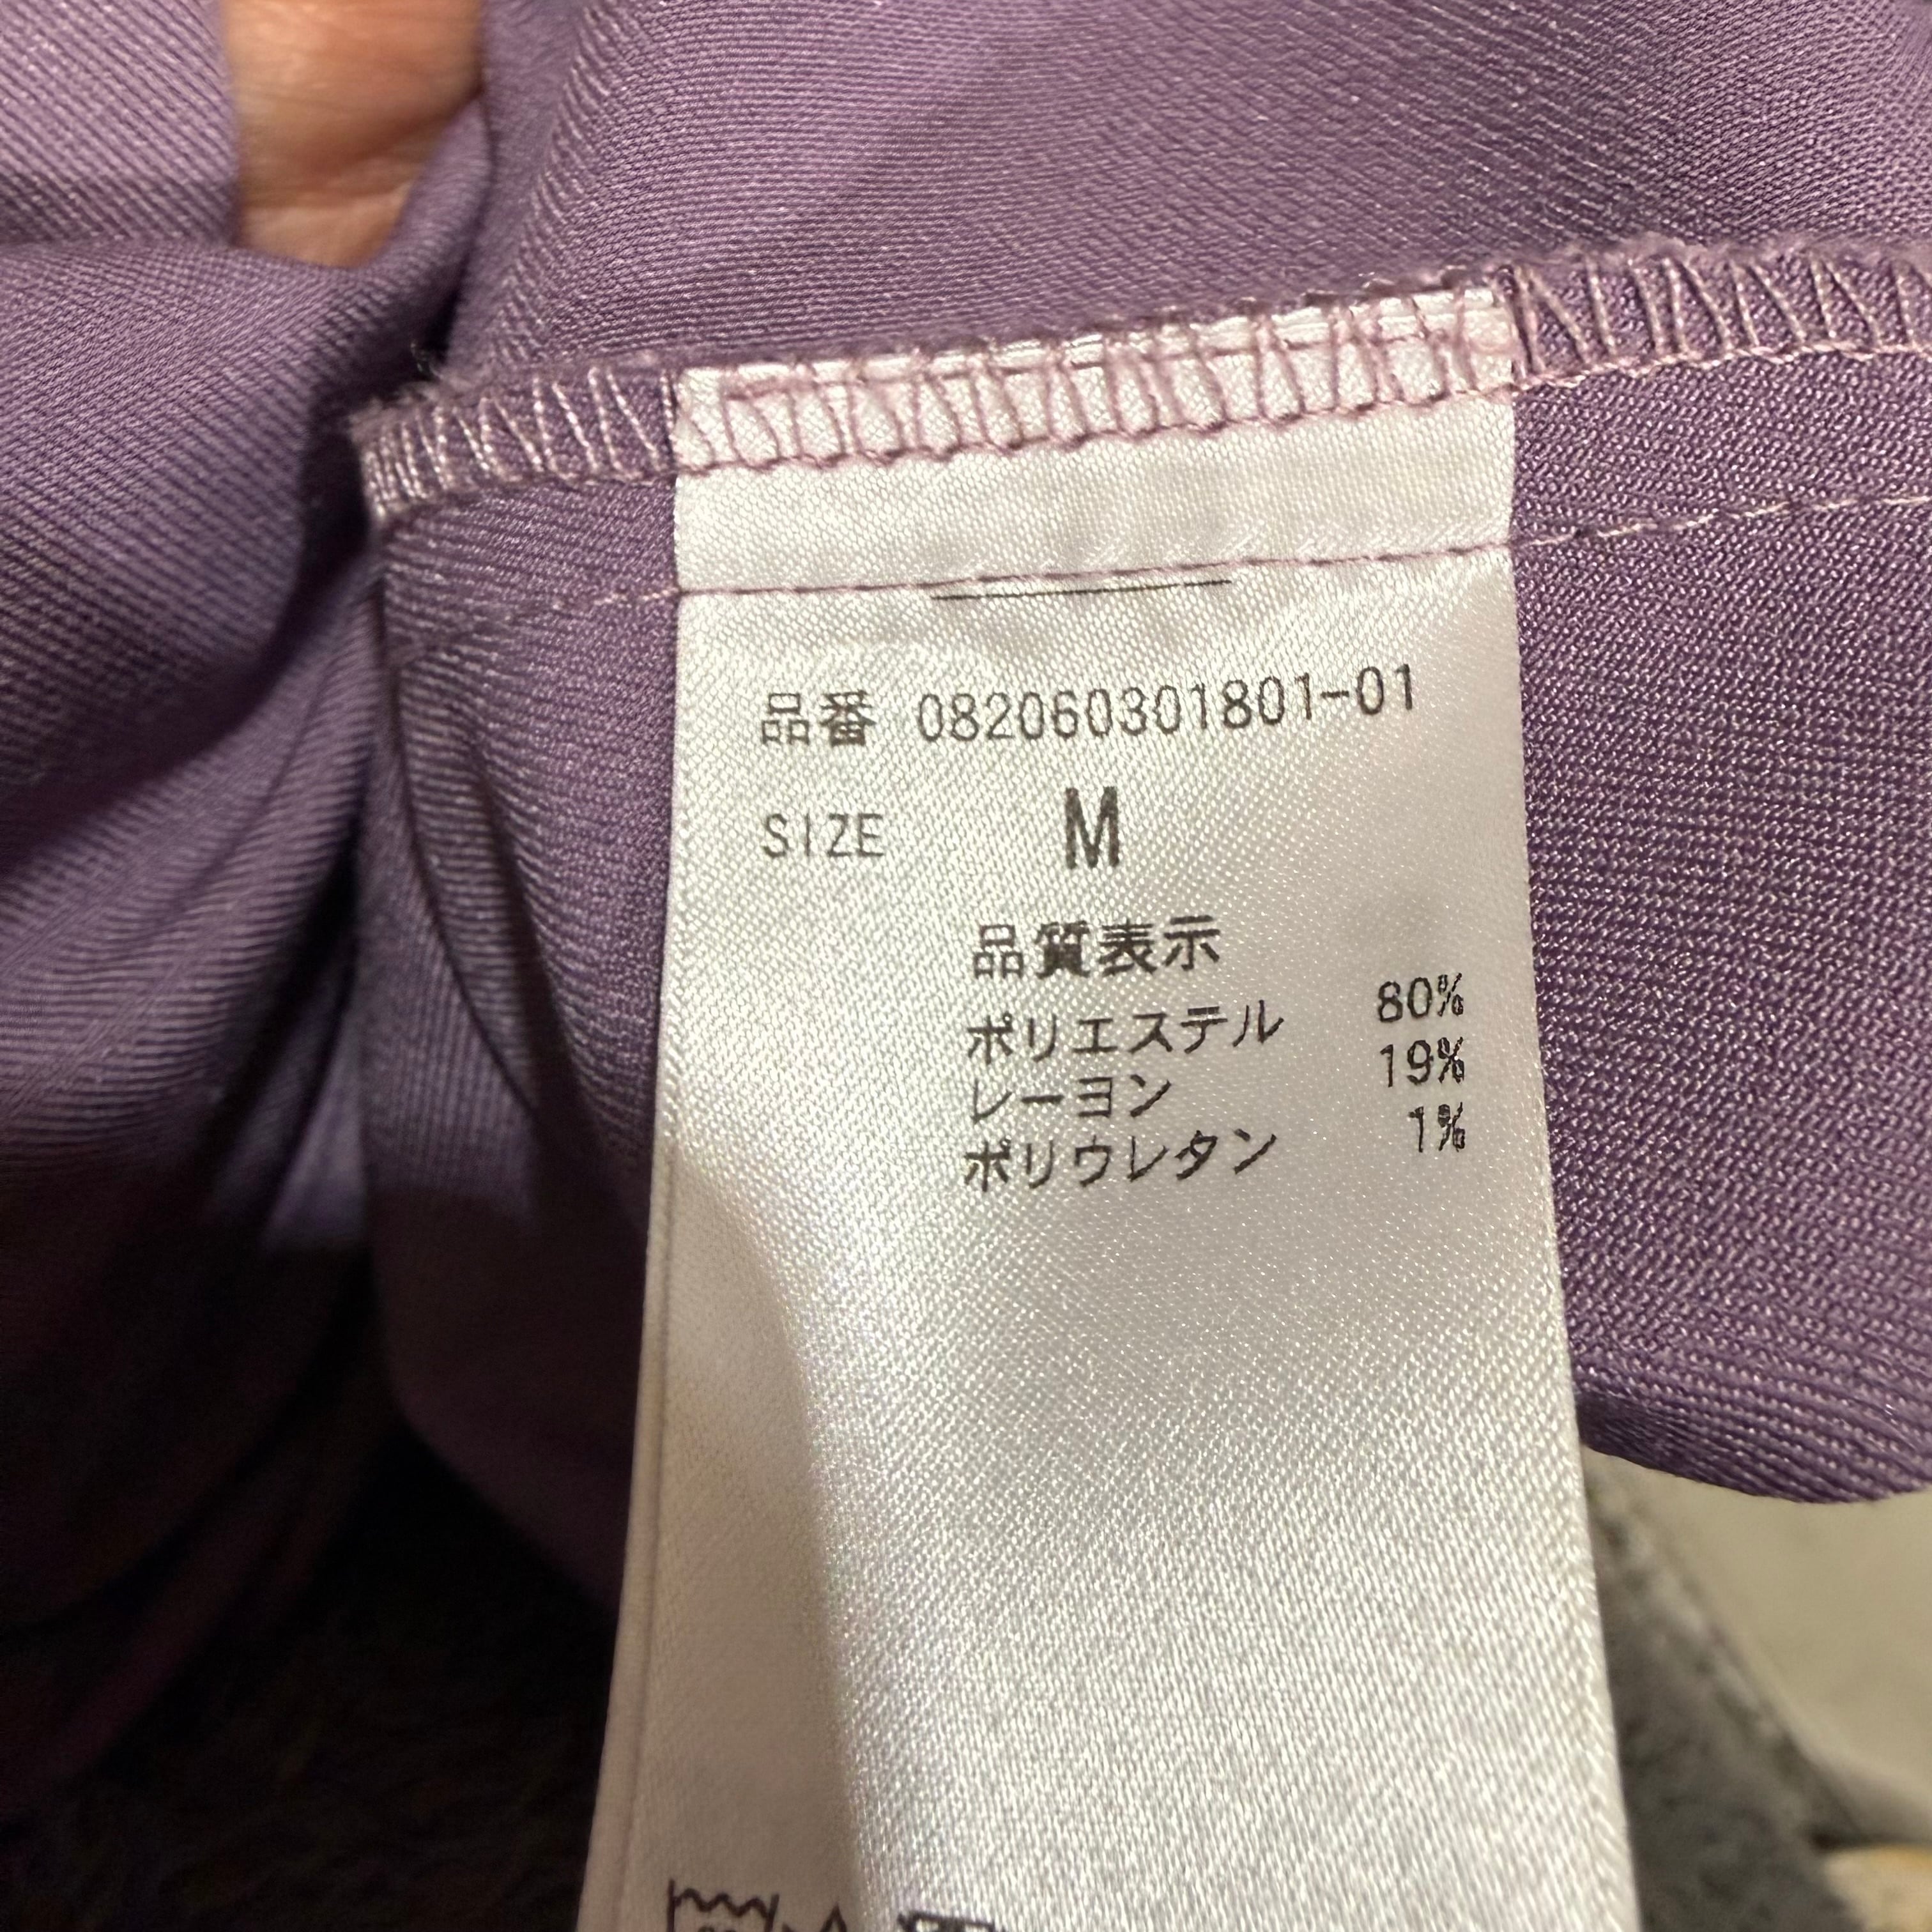 品番 082060301801-01
SIZE M
品質表示
ポリエステル 80%
レーヨン 19%
ポリウレタン 1%